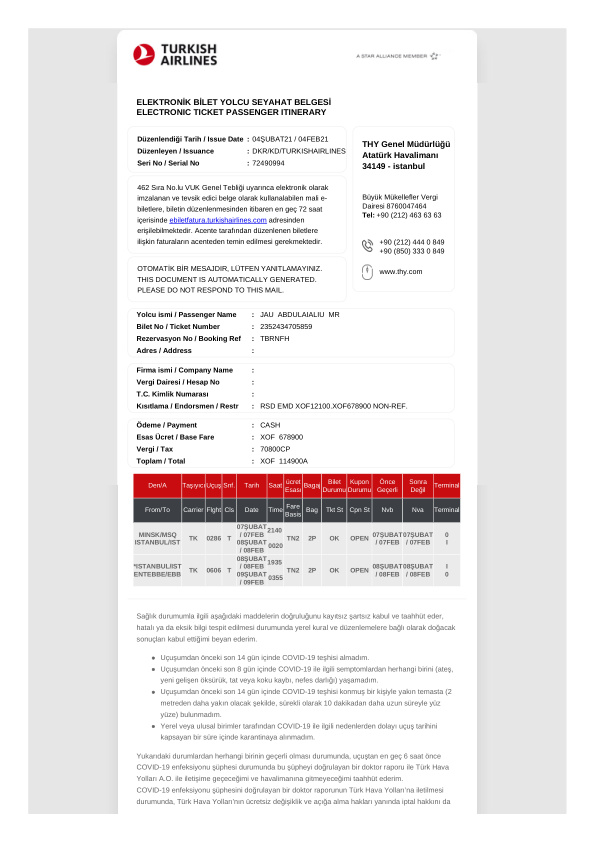 TURKISH
AIRLINES
A STAR ALLIANCE MEMBER
ELEKTRONİK BİLET YOLCU SEYAHAT BELGESİ
ELECTRONIC TICKET PASSENGER ITINERARY
Düzenlendiği Tarih / Issue Date : 04ŞUBAT21 / 04FEB21
Düzenleyen / Issuance : DKR/KD/TURKISHAIRLINES
Seri No / Serial No : 72490994
THY Genel Müdürlüğü
Atatürk Havalimanı
34149 - istanbul
Büyük Mükellefler Vergi
Dairesi 8760047464
Tel: +90 (212) 463 63 63
+90 (212) 444 0 849
+90 (850) 333 0 849
www.thy.com
462 Sıra No.lu VUK Genel Tebliği uyarınca elektronik olarak
imzalanan ve tevsik edici belge olarak kullanalabilen mali e-
biletlere, biletin düzenlenmesinden itibaren en geç 72 saat
içerisinde ebiletfatura.turkishairlines.com adresinden
erişilebilmektedir. Acente tarafından düzenlenen biletlere
ilişkin faturaların acenteden temin edilmesi gerekmektedir.
OTOMATİK BİR MESAJDIR, LÜTFEN YANITLAMAYINIZ.
THIS DOCUMENT IS AUTOMATICALLY GENERATED.
PLEASE DO NOT RESPOND TO THIS MAIL.
Yolcu ismi / Passenger Name : JAU ABDULAIALIU MR
Bilet No / Ticket Number : 2352434705859
Rezervasyon No / Booking Ref : TBRNFH
Adres / Address :
Firma ismi / Company Name :
Vergi Dairesi / Hesap No :
T.C. Kimlik Numarası :
Kısıtlama / Endorsmen / Restr : RSD EMD XOF12100.XOF678900 NON-REF.
Ödeme / Payment : CASH
Esas Ücret / Base Fare : XOF 678900
Vergi / Tax : 70800CP
Toplam / Total : XOF 114900A
Den/A Taşıyıcı Uçuş Snf. Tarih Saat ücret Esası Bagaj Bilet Durumu Kupon Durumu Önce Geçerli Sonra Değil Terminal
From/To Carrier Flght Cls Date Time Fare Basis Bag Tkt St Cpn St Nvb Nva Terminal
MINSK/MSQ ISTANBUL/IST TK 0286 T 07ŞUBAT / 07FEB 08ŞUBAT / 08FEB 2140 0020 TN2 2P OK OPEN 07ŞUBAT / 07FEB 07ŞUBAT / 07FEB 0 I
*ISTANBUL/IST ENTEBBE/EBB TK 0606 T 08ŞUBAT / 08FEB 09ŞUBAT / 09FEB 1935 0355 TN2 2P OK OPEN 08ŞUBAT / 08FEB 08ŞUBAT / 08FEB I 0
Sağlık durumumla ilgili aşağıdaki maddelerin doğruluğunu kayıtsız şartsız kabul ve taahhüt eder,
hatalı ya da eksik bilgi tespit edilmesi durumunda yerel kural ve düzenlemelere bağlı olarak doğacak
sonuçları kabul ettiğimi beyan ederim.
● Uçuşumdan önceki son 14 gün içinde COVID-19 teşhisi almadım.
● Uçuşumdan önceki son 8 gün içinde COVID-19 ile ilgili semptomlardan herhangi birini (ateş,
yeni gelişen öksürük, tat veya koku kaybı, nefes darlığı) yaşamadım.
● Uçuşumdan önceki son 14 gün içinde COVID-19 teşhisi konmuş bir kişiyle yakın temasta (2
metreden daha yakın olacak şekilde, sürekli olarak 10 dakikadan daha uzun süreyle yüz
yüze) bulunmadım.
● Yerel veya ulusal birimler tarafından COVID-19 ile ilgili nedenlerden dolayı uçuş tarihini
kapsayan bir süre içinde karantinaya alınmadım.
Yukarıdaki durumlardan herhangi birinin geçerli olması durumunda, uçuştan en geç 6 saat önce
COVID-19 enfeksiyonu şüphesi durumunda bu şüpheyi doğrulayan bir doktor raporu ile Türk Hava
Yolları A.O. ile iletişime geçeceğimi ve havalimanına gitmeyeceğimi taahhüt ederim.
COVID-19 enfeksiyonu şüphesini doğrulayan bir doktor raporunun Türk Hava Yolları'na iletilmesi
durumunda, Türk Hava Yolları'nın ücretsiz değişiklik ve açığa alma hakları yanında iptal hakkını da